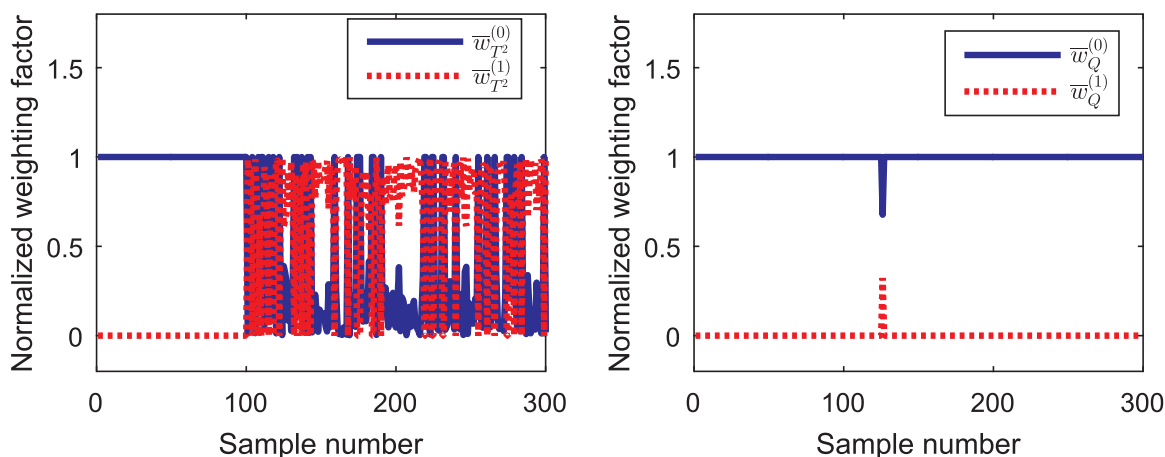 Normalized weighting factor
1.5
1
0.5
0
0 100 200 300
Sample number
w̅_{T²}^{(0)}
w̅_{T²}^{(1)}
Normalized weighting factor
1.5
1
0.5
0
0 100 200 300
Sample number
w̅_Q^{(0)}
w̅_Q^{(1)}